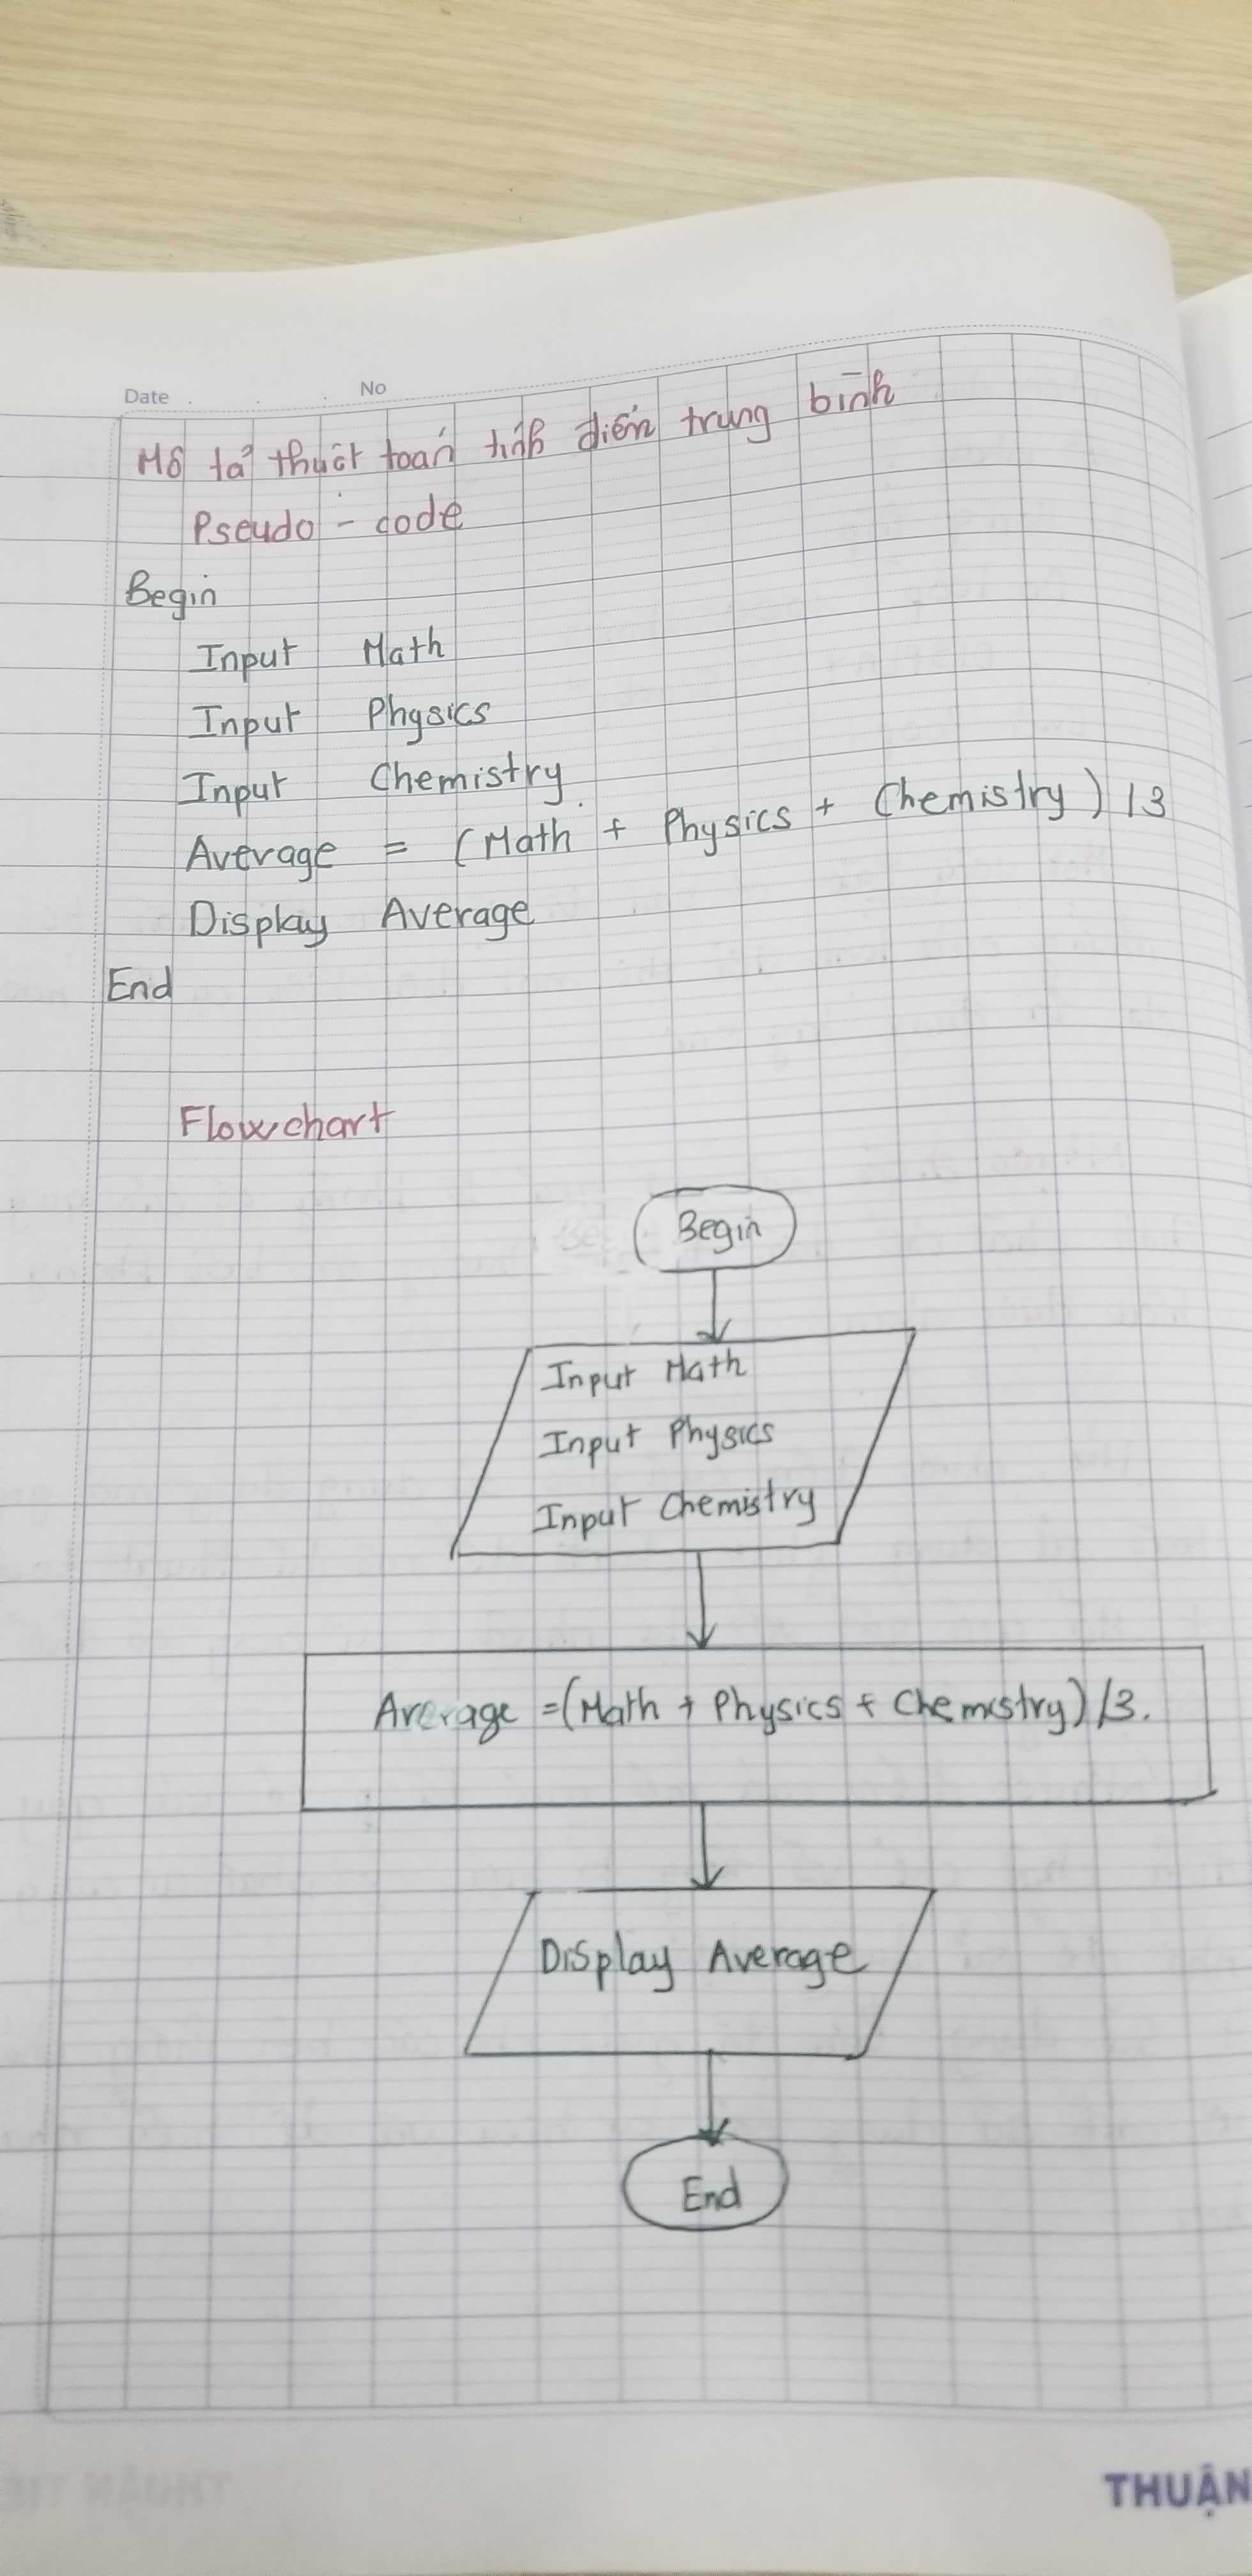 Date No
Mô tả thuật toán tính điểm trung bình
Pseudo - code
Begin
Input Math
Input Physics
Input Chemistry
Average = (Math + Physics + Chemistry) /3
Display Average
End
Flowchart
Begin
Input Math
Input Physics
Input Chemistry
Average =(Math + Physics + Chemistry) /3.
Display Average
End
THUẬN